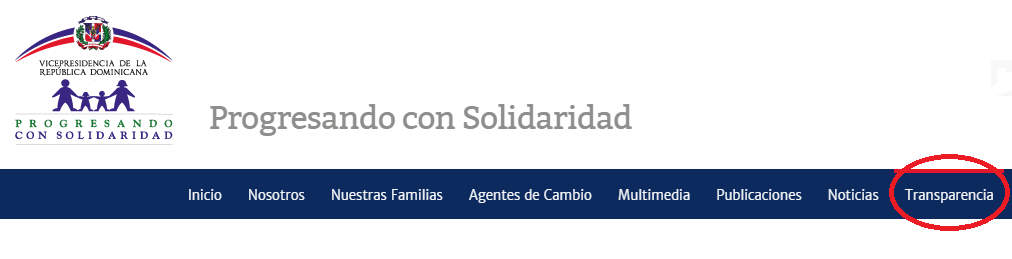 VICEPRESIDENCIA DE LA
REPÚBLICA DOMINICANA
PROGRESANDO
CON SOLIDARIDAD
Progresando con Solidaridad
Inicio Nosotros Nuestras Familias Agentes de Cambio Multimedia Publicaciones Noticias Transparencia